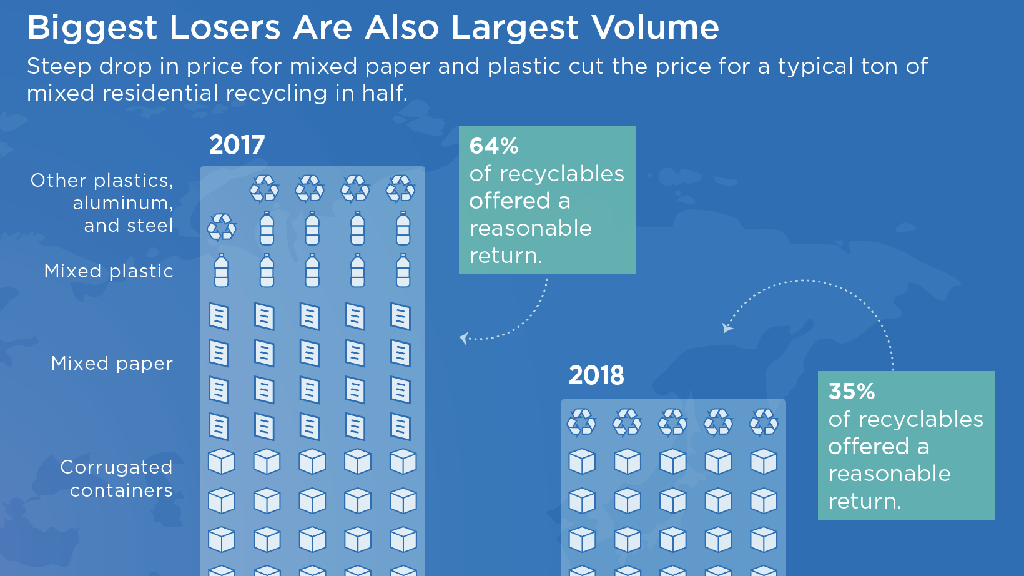 Biggest Losers Are Also Largest Volume
Steep drop in price for mixed paper and plastic cut the price for a typical ton of
mixed residential recycling in half.
2017
Other plastics,
aluminum,
and steel
Mixed plastic
Mixed paper
Corrugated
containers
64%
of recyclables
offered a
reasonable
return.
2018
35%
of recyclables
offered a
reasonable
return.